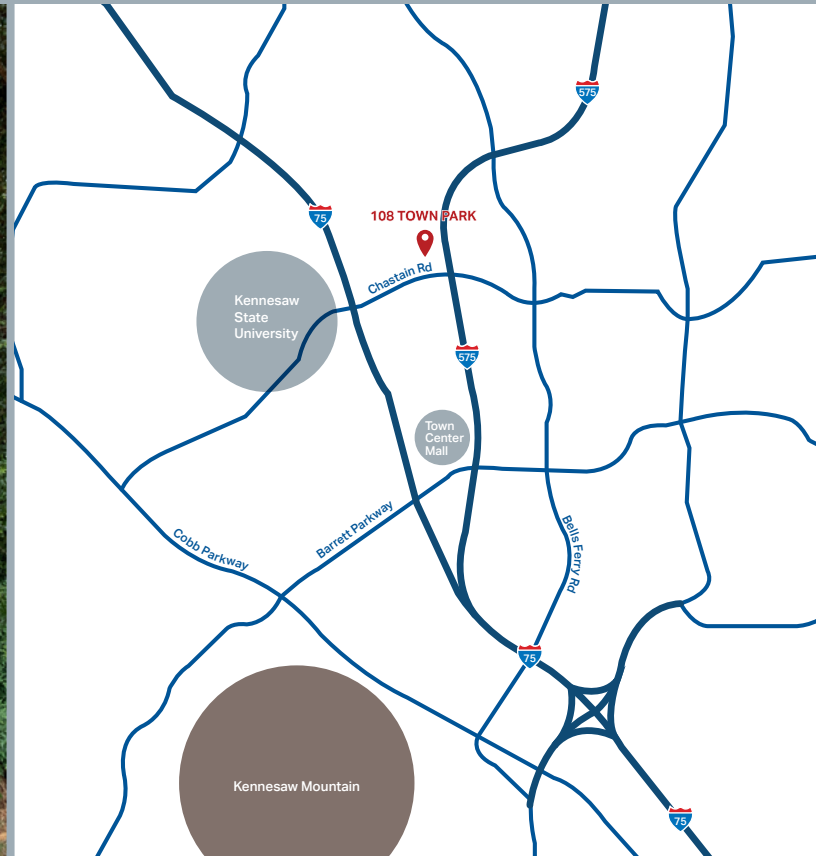 575
75
108 TOWN PARK
Chastain Rd
Kennesaw
State
University
575
Town
Center
Mall
Barrett Parkway
Cobb Parkway
Bells Ferry Rd
75
Kennesaw Mountain
75